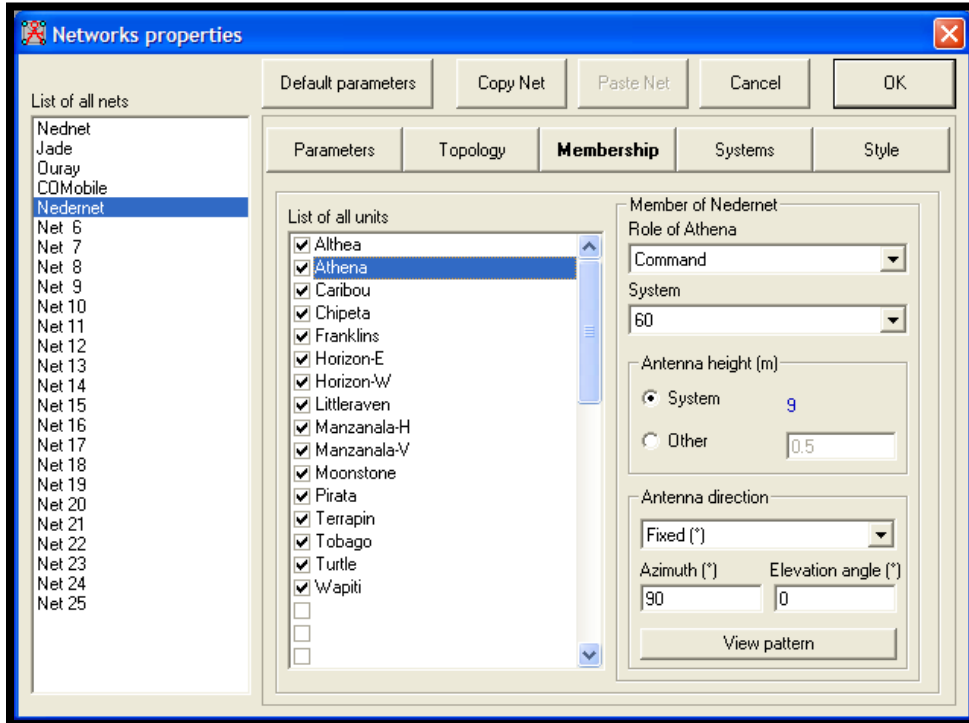 Networks properties
Default parameters
Copy Net
Paste Net
Cancel
OK
List of all nets
Nednet
Jade
Ouray
COMobile
Nedernet
Net 6
Net 7
Net 8
Net 9
Net 10
Net 11
Net 12
Net 13
Net 14
Net 15
Net 16
Net 17
Net 18
Net 19
Net 20
Net 21
Net 22
Net 23
Net 24
Net 25
Parameters
Topology
Membership
Systems
Style
List of all units
Althea
Athena
Caribou
Chipeta
Franklins
Horizon-E
Horizon-W
Littleraven
Manzanala-H
Manzanala-V
Moonstone
Pirata
Terrapin
Tobago
Turtle
Wapiti
Member of Nedernet
Role of Athena
Command
System
60
Antenna height (m)
System 9
Other 0.5
Antenna direction
Fixed (°)
Azimuth (°) Elevation angle (°)
90 0
View pattern